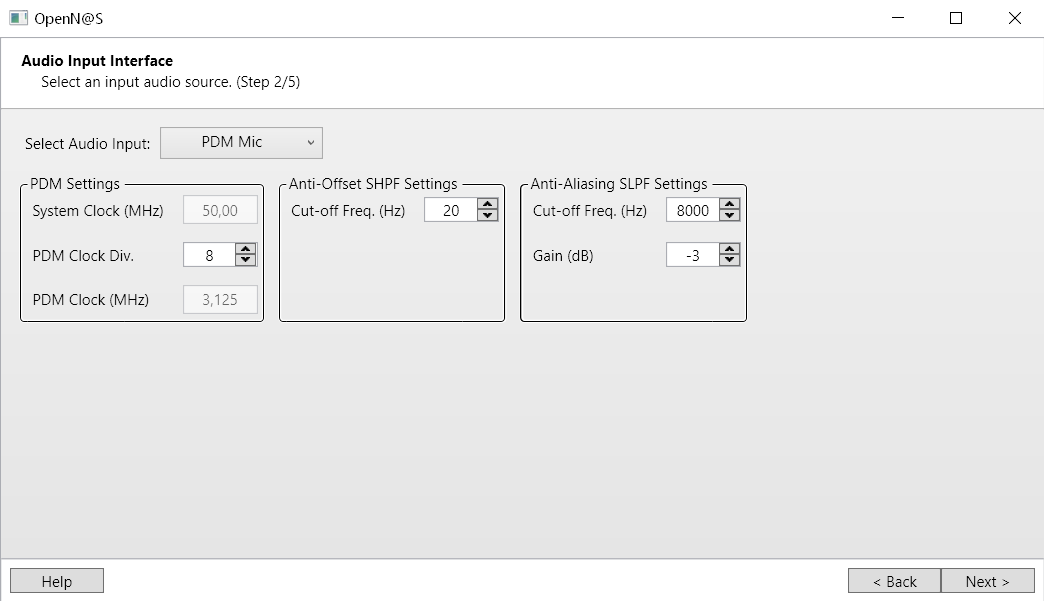 OpenN@S
Audio Input Interface
Select an input audio source. (Step 2/5)
Select Audio Input: PDM Mic
PDM Settings
System Clock (MHz) 50,00
PDM Clock Div. 8
PDM Clock (MHz) 3,125
Anti-Offset SHPF Settings
Cut-off Freq. (Hz) 20
Anti-Aliasing SLPF Settings
Cut-off Freq. (Hz) 8000
Gain (dB) -3
Help
< Back
Next >